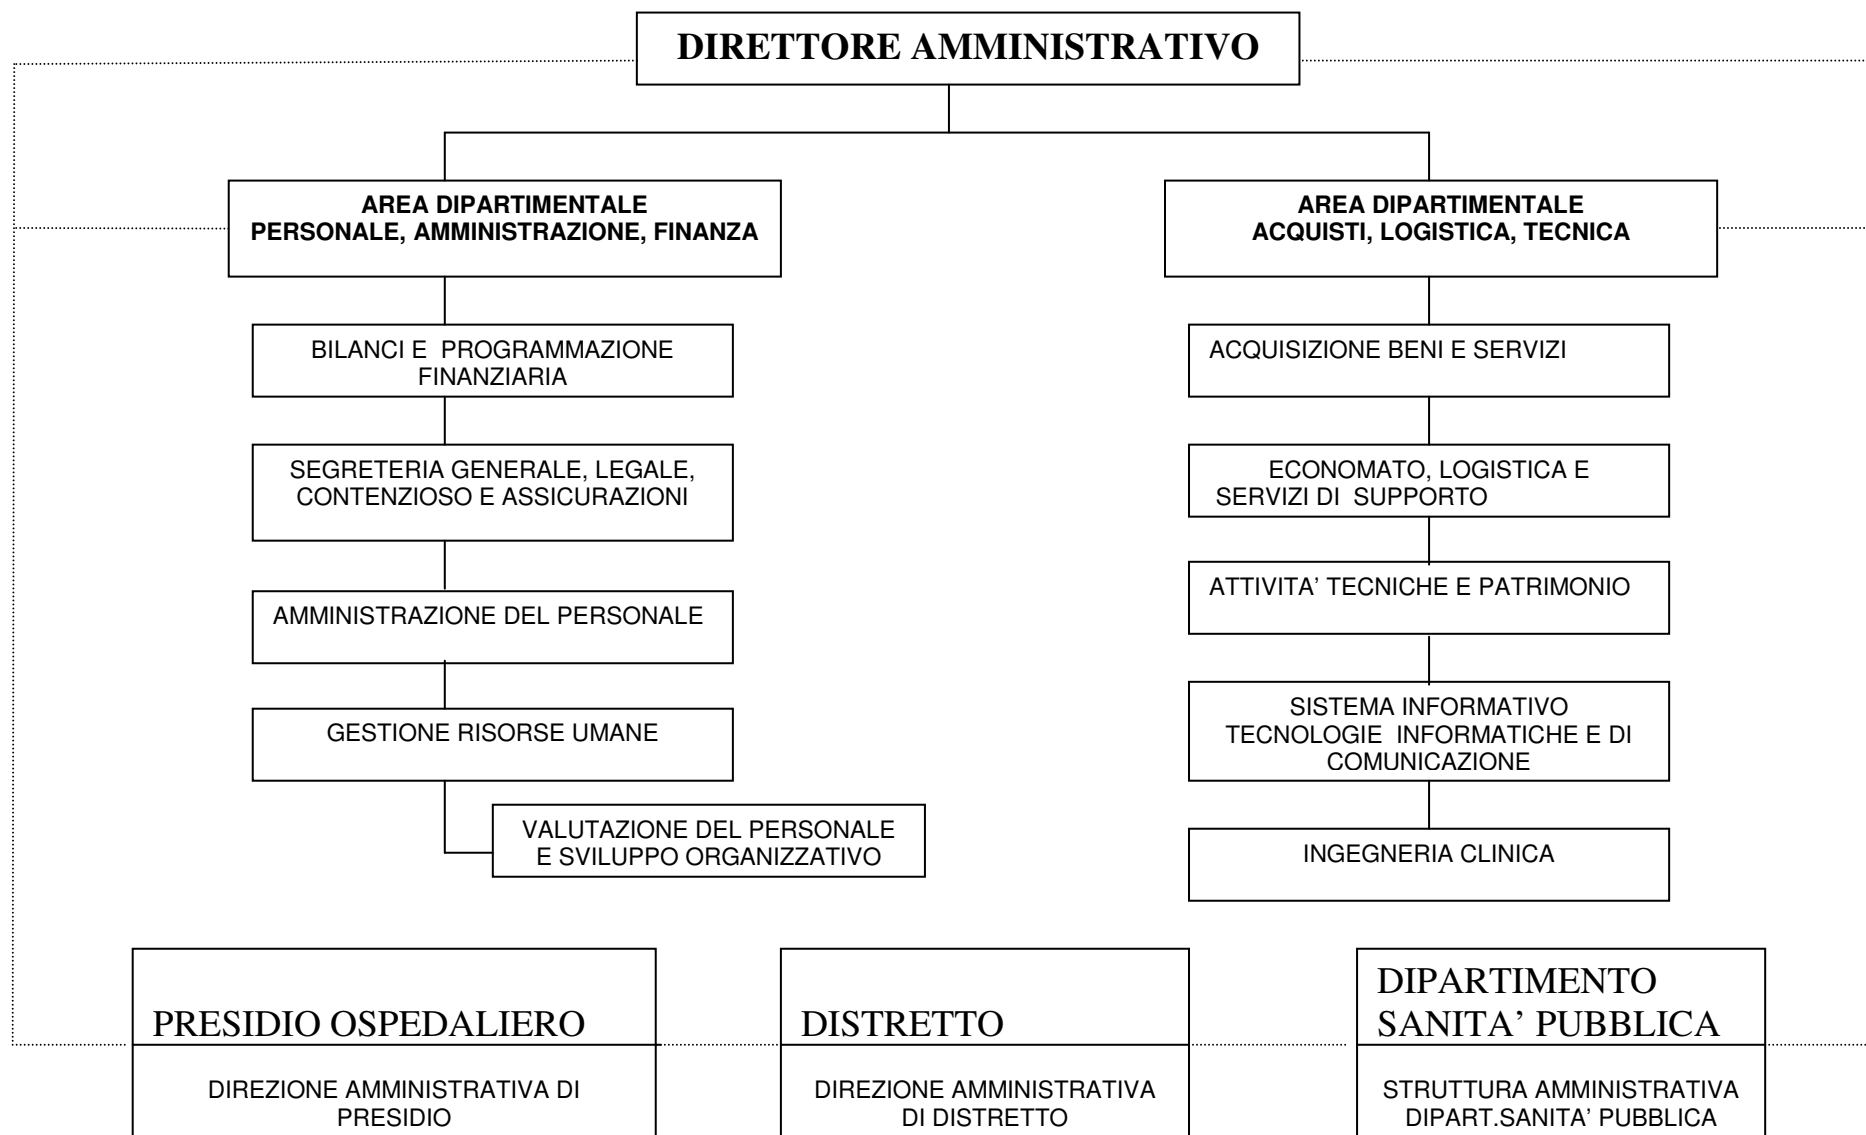 DIRETTORE AMMINISTRATIVO
AREA DIPARTIMENTALE
PERSONALE, AMMINISTRAZIONE, FINANZA
AREA DIPARTIMENTALE
ACQUISTI, LOGISTICA, TECNICA
BILANCI E PROGRAMMAZIONE
FINANZIARIA
ACQUISIZIONE BENI E SERVIZI
SEGRETERIA GENERALE, LEGALE,
CONTENZIOSO E ASSICURAZIONI
ECONOMATO, LOGISTICA E
SERVIZI DI SUPPORTO
AMMINISTRAZIONE DEL PERSONALE
ATTIVITA’ TECNICHE E PATRIMONIO
GESTIONE RISORSE UMANE
SISTEMA INFORMATIVO
TECNOLOGIE INFORMATICHE E DI
COMUNICAZIONE
VALUTAZIONE DEL PERSONALE
E SVILUPPO ORGANIZZATIVO
INGEGNERIA CLINICA
PRESIDIO OSPEDALIERO
DIREZIONE AMMINISTRATIVA DI
PRESIDIO
DISTRETTO
DIREZIONE AMMINISTRATIVA
DI DISTRETTO
DIPARTIMENTO
SANITA’ PUBBLICA
STRUTTURA AMMINISTRATIVA
DIPART.SANITA’ PUBBLICA